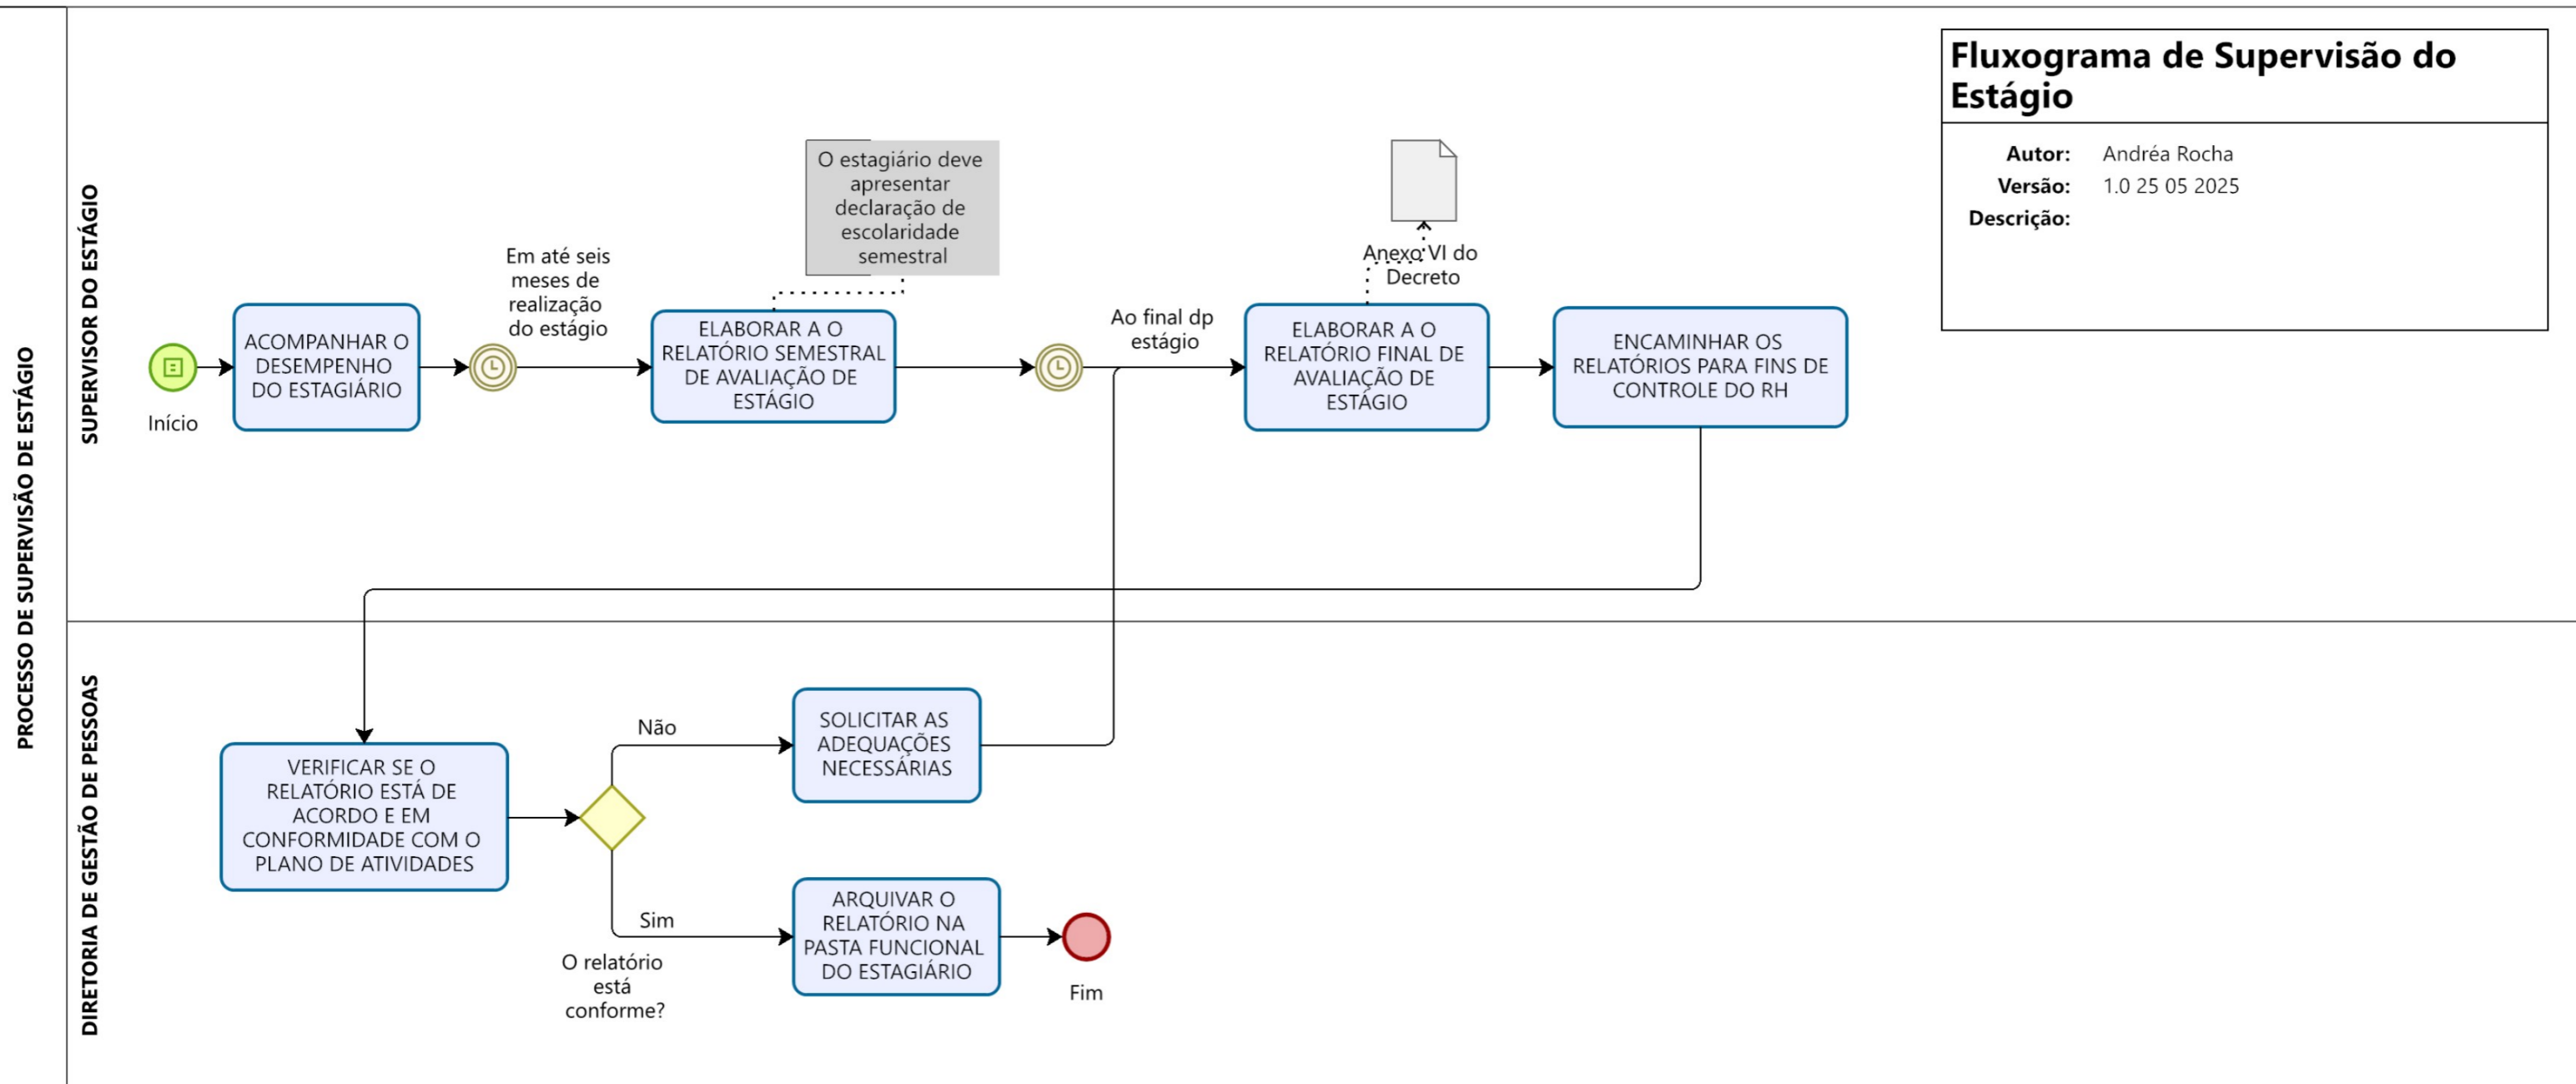 PROCESSO DE SUPERVISÃO DE ESTÁGIO
SUPERVISOR DO ESTÁGIO
Início
ACOMPANHAR O
DESEMPENHO
DO ESTAGIÁRIO
Em até seis
meses de
realização
do estágio
O estagiário deve
apresentar
declaração de
escolaridade
semestral
ELABORAR A O
RELATÓRIO SEMESTRAL
DE AVALIAÇÃO DE
ESTÁGIO
Ao final dp
estágio
Anexo VI do
Decreto
ELABORAR A O
RELATÓRIO FINAL DE
AVALIAÇÃO DE
ESTÁGIO
ENCAMINHAR OS
RELATÓRIOS PARA FINS DE
CONTROLE DO RH
Fluxograma de Supervisão do
Estágio
Autor: Andréa Rocha
Versão: 1.0 25 05 2025
Descrição:
DIRETORIA DE GESTÃO DE PESSOAS
VERIFICAR SE O
RELATÓRIO ESTÁ DE
ACORDO E EM
CONFORMIDADE COM O
PLANO DE ATIVIDADES
Não
SOLICITAR AS
ADEQUAÇÕES
NECESSÁRIAS
Sim
O relatório
está
conforme?
ARQUIVAR O
RELATÓRIO NA
PASTA FUNCIONAL
DO ESTAGIÁRIO
Fim